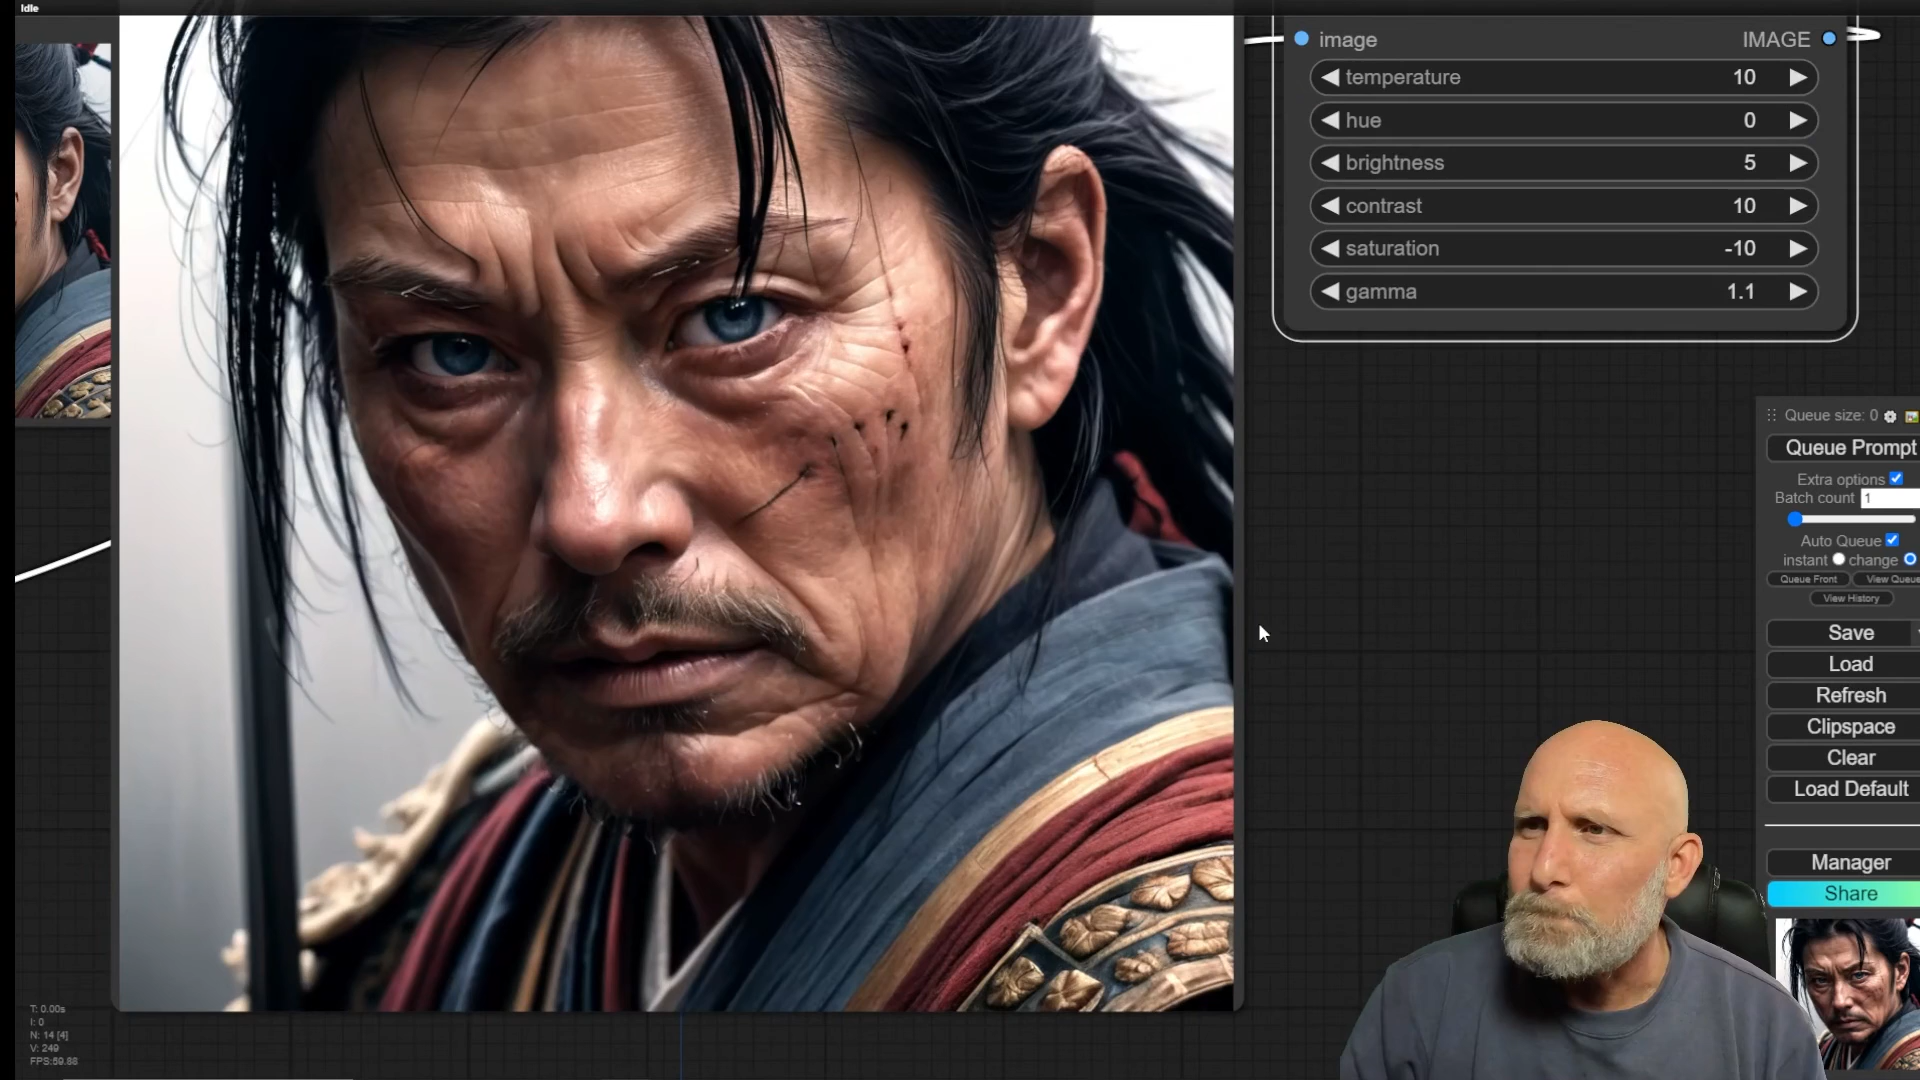 Idle
image IMAGE
temperature 10
hue 0
brightness 5
contrast 10
saturation -10
gamma 1.1
Queue size: 0
Queue Prompt
Extra options
Batch count 1
Auto Queue
instant change
Queue Front View Queue
View History
Save
Load
Refresh
Clipspace
Clear
Load Default
Manager
Share
T: 0.00s
I: 0
N: 14 [4]
V: 249
FPS:59.88